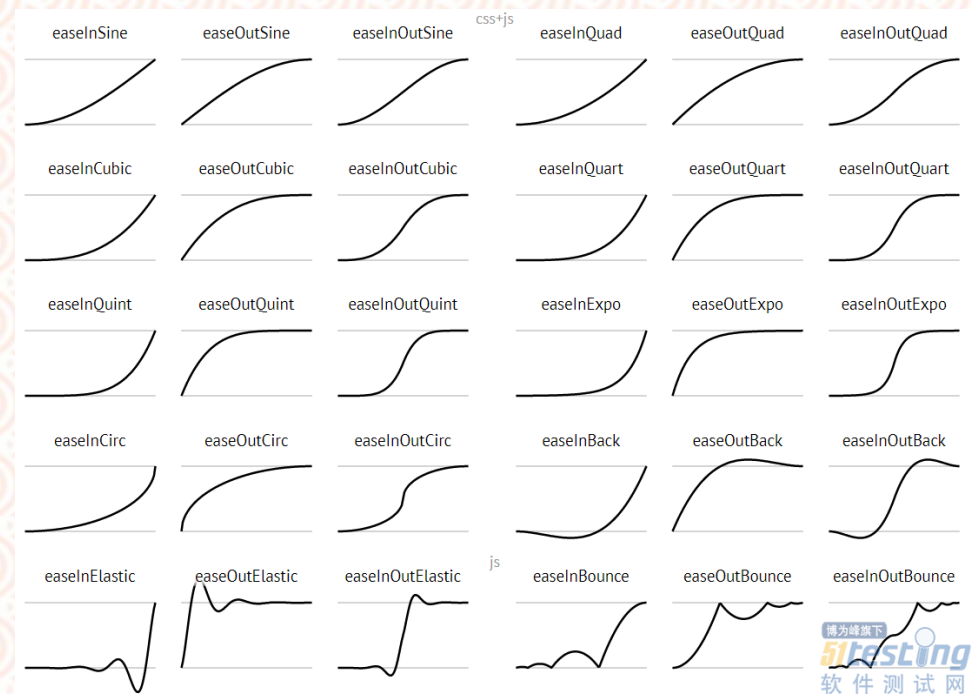 css+js
easeInSine easeOutSine easeInOutSine easeInQuad easeOutQuad easeInOutQuad
easeInCubic easeOutCubic easeInOutCubic easeInQuart easeOutQuart easeInOutQuart
easeInQuint easeOutQuint easeInOutQuint easeInExpo easeOutExpo easeInOutExpo
easeInCirc easeOutCirc easeInOutCirc easeInBack easeOutBack easeInOutBack
js
easeInElastic easeOutElastic easeInOutElastic easeInBounce easeOutBounce easeInOutBounce
博为峰旗下
51testing
软件测试网